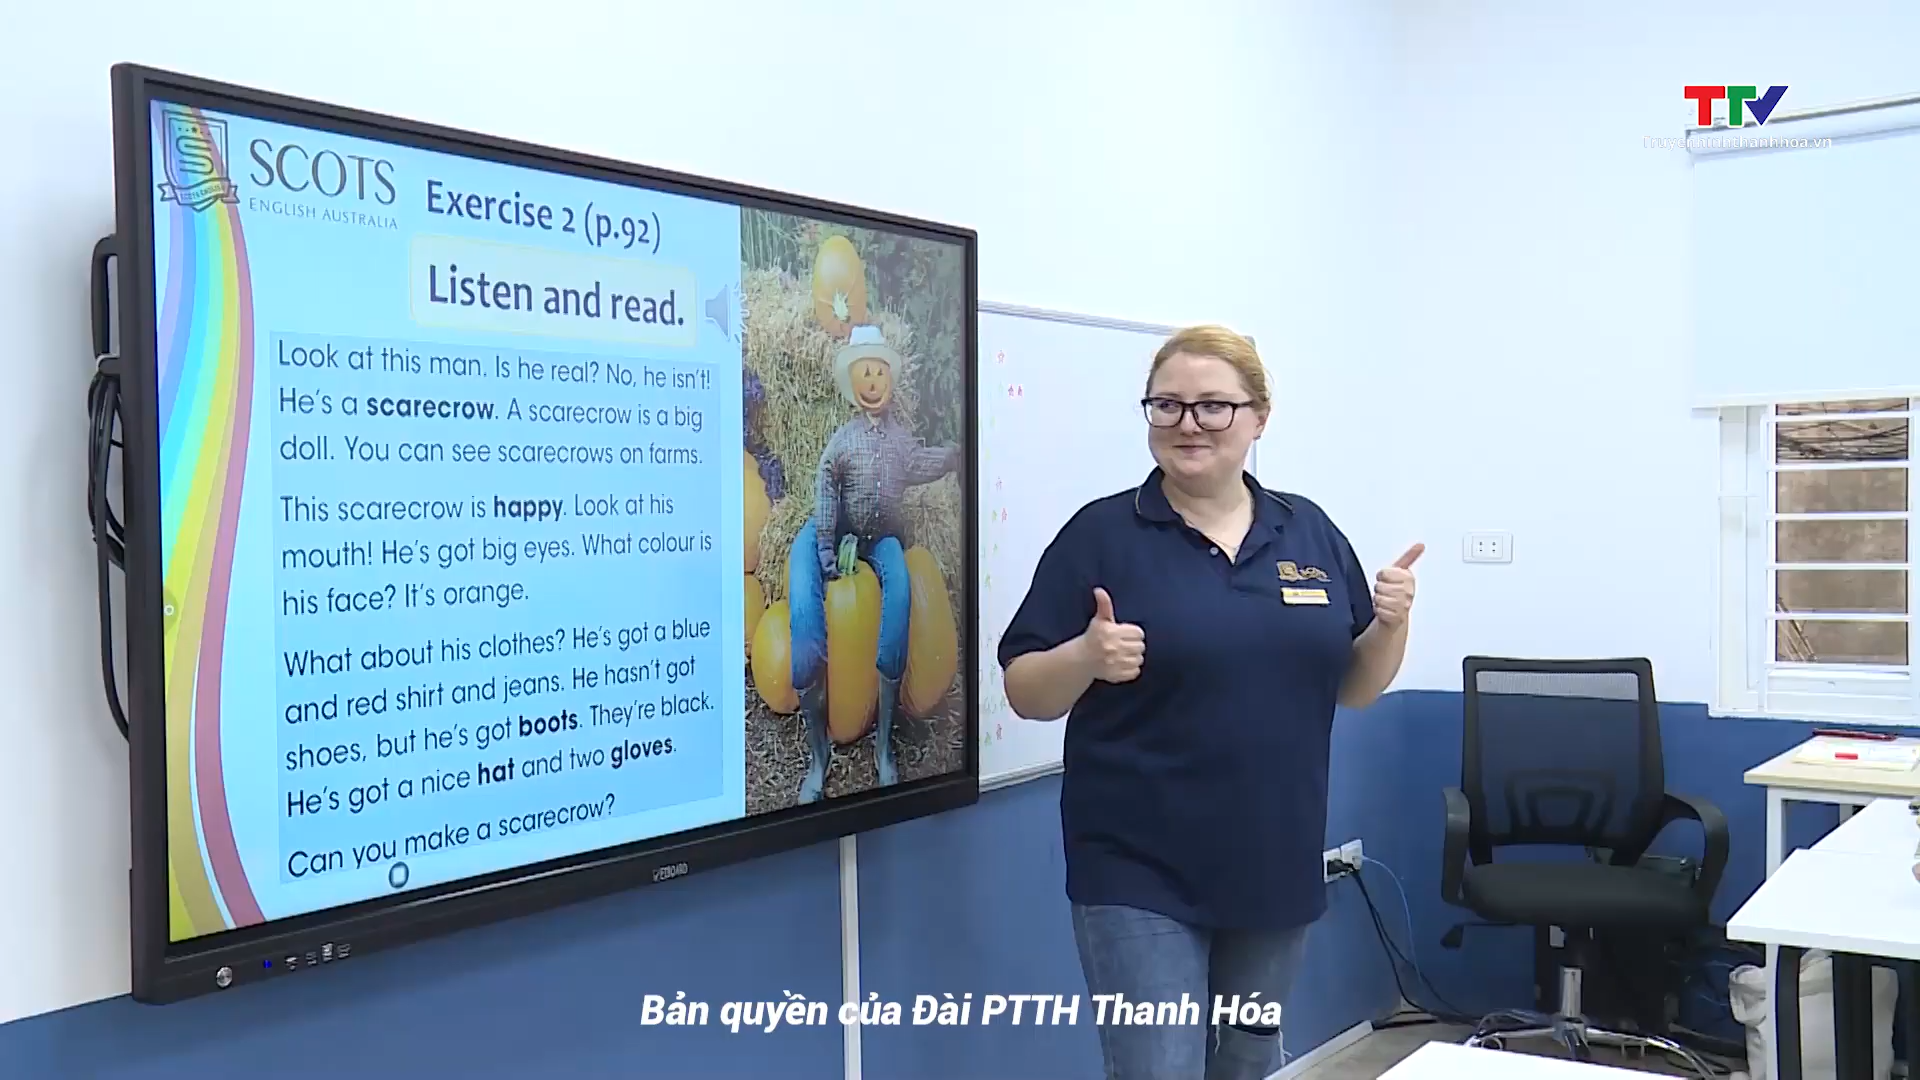 TTV
truyenhinhthanhhoa.vn
SCOTS
ENGLISH AUSTRALIA
Exercise 2 (p.92)
Listen and read.
Look at this man. Is he real? No, he isn't!
He's a scarecrow. A scarecrow is a big
doll. You can see scarecrows on farms.
This scarecrow is happy. Look at his
mouth! He's got big eyes. What colour is
his face? It's orange.
What about his clothes? He's got a blue
and red shirt and jeans. He hasn't got
shoes, but he's got boots. They're black.
He's got a nice hat and two gloves.
Can you make a scarecrow?
Bản quyền của Đài PTTH Thanh Hóa